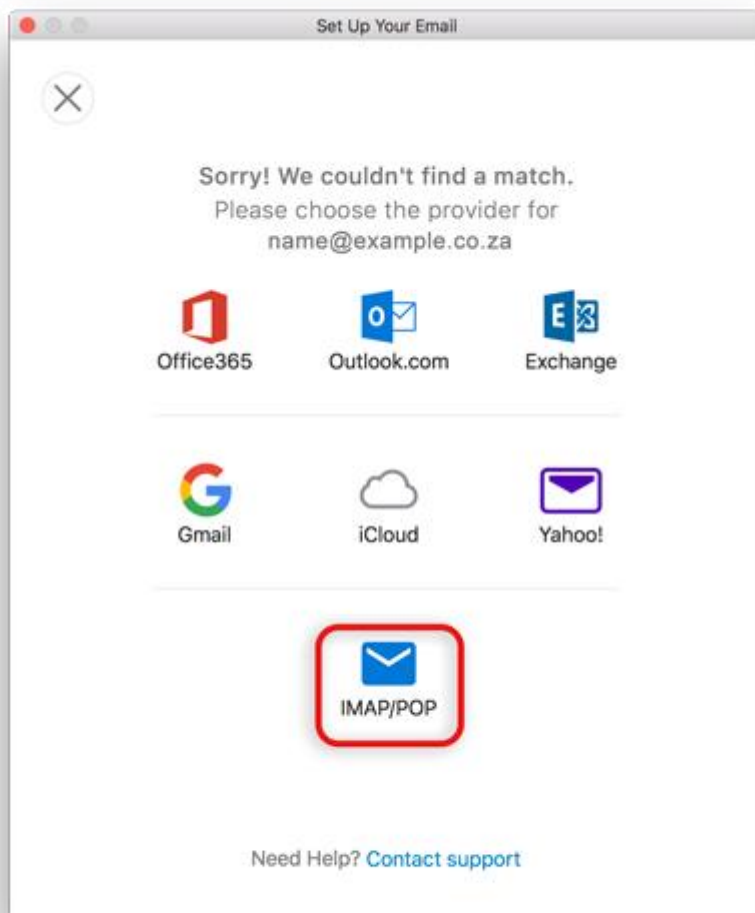 Set Up Your Email
Sorry! We couldn't find a match.
Please choose the provider for
name@example.co.za
Office365 Outlook.com Exchange
Gmail iCloud Yahoo!
IMAP/POP
Need Help? Contact support